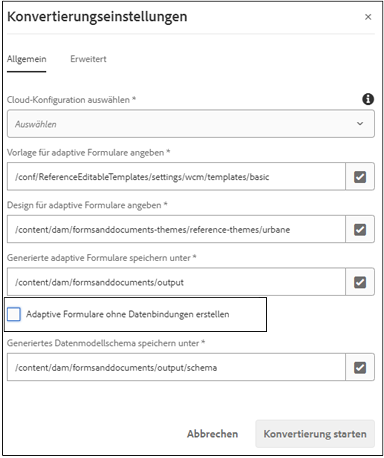 Konvertierungseinstellungen
Allgemein Erweitert
Cloud-Konfiguration auswählen *
Auswählen
Vorlage für adaptive Formulare angeben *
/conf/ReferenceEditableTemplates/settings/wcm/templates/basic
Design für adaptive Formulare angeben *
/content/dam/formsanddocuments-themes/reference-themes/urbane
Generierte adaptive Formulare speichern unter *
/content/dam/formsanddocuments/output
Adaptive Formulare ohne Datenbindungen erstellen
Generiertes Datenmodellschema speichern unter *
/content/dam/formsanddocuments/output/schema
Abbrechen Konvertierung starten